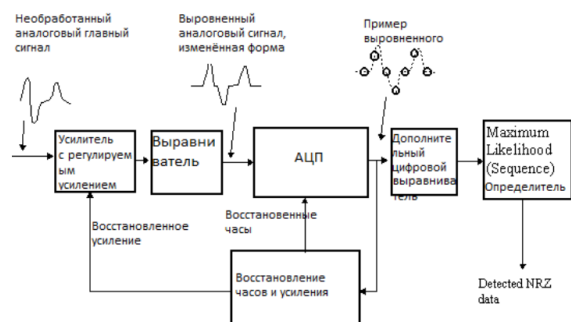 Необработанный
аналоговый главный
сигнал
Выровненный
аналоговый сигнал,
изменённая форма
Пример
выровненного
Усилитель
с регулируем
ым
усилением
Выравни
ватель
АЦП
Дополните
льный
цифровой
выравнива
тель
Maximum
Likelihood
(Sequence)
Определитель
Восстановленное
усиление
Восстановенные
часы
Восстановление
часов и усиления
Detected NRZ
data